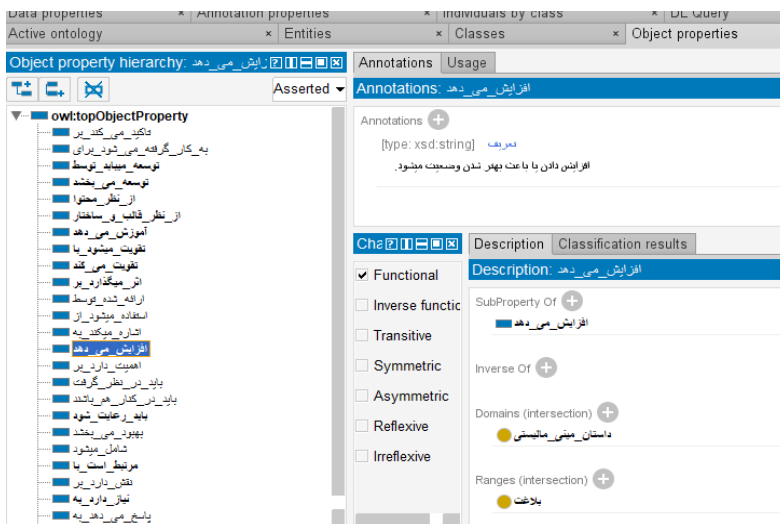 Data properties × Annotation properties × Individuals by class × DL Query
Active ontology × Entities × Classes × Object properties
Object property hierarchy: افزایش_می_دهد
Annotations Usage
Annotations: افزایش_می_دهد
Asserted
Annotations
[type: xsd:string] تعریف
افزایش دادن یا باعث بهتر شدن وضعیت میشود.
owl:topObjectProperty
تاکید_می_کند_بر
به_کار_گرفته_می_شود_برای
توسعه_مییابد_توسط
توسعه_می_بخشد
از_نظر_محتوا
از_نظر_قالب_و_ساختار
آموزش_می_دهد
تقویت_میشود_با
تقویت_می_کند
اثر_میگذارد_بر
ارائه_شده_توسط
استفاده_میشود_از
اشاره_میکند_به
افزایش_می_دهد
اهمیت_دارد_بر
باید_در_نظر_گرفت
باید_در_کنار_هم_باشند
باید_رعایت_شود
بهبود_می_بخشد
شامل_میشود
مرتبط_است_با
نقش_دارد_بر
نیاز_دارد_به
پاسخ_می_دهد_به
Cha
Functional
Inverse functic
Transitive
Symmetric
Asymmetric
Reflexive
Irreflexive
Description Classification results
Description: افزایش_می_دهد
SubProperty Of
افزایش_می_دهد
Inverse Of
Domains (intersection)
داستان_مینی_مالیستی
Ranges (intersection)
بلاغت